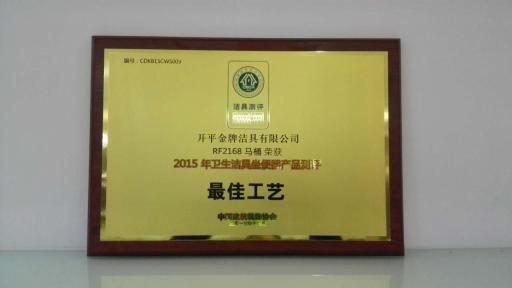 编号：CDKB15CWS009
洁具测评
开平金牌洁具有限公司
RF2168 马桶 荣获
2015 年卫生洁具坐便器产品测评
最佳工艺
中国建筑装饰协会